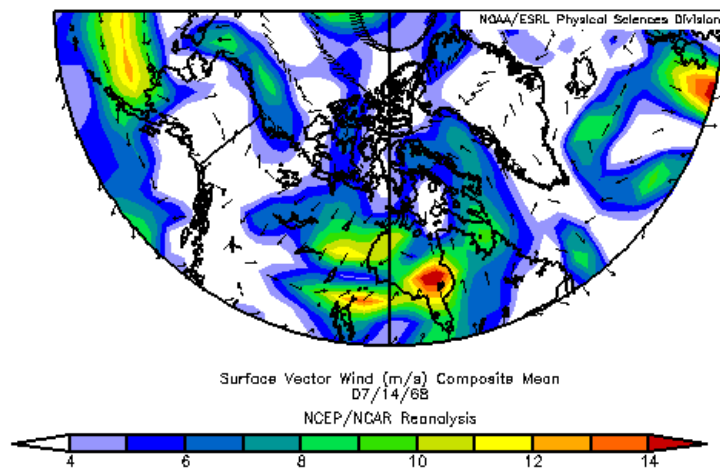 NOAA/ESRL Physical Sciences Division
Surface Vector Wind (m/s) Composite Mean
07/14/68
NCEP/NCAR Reanalysis
4 6 8 10 12 14